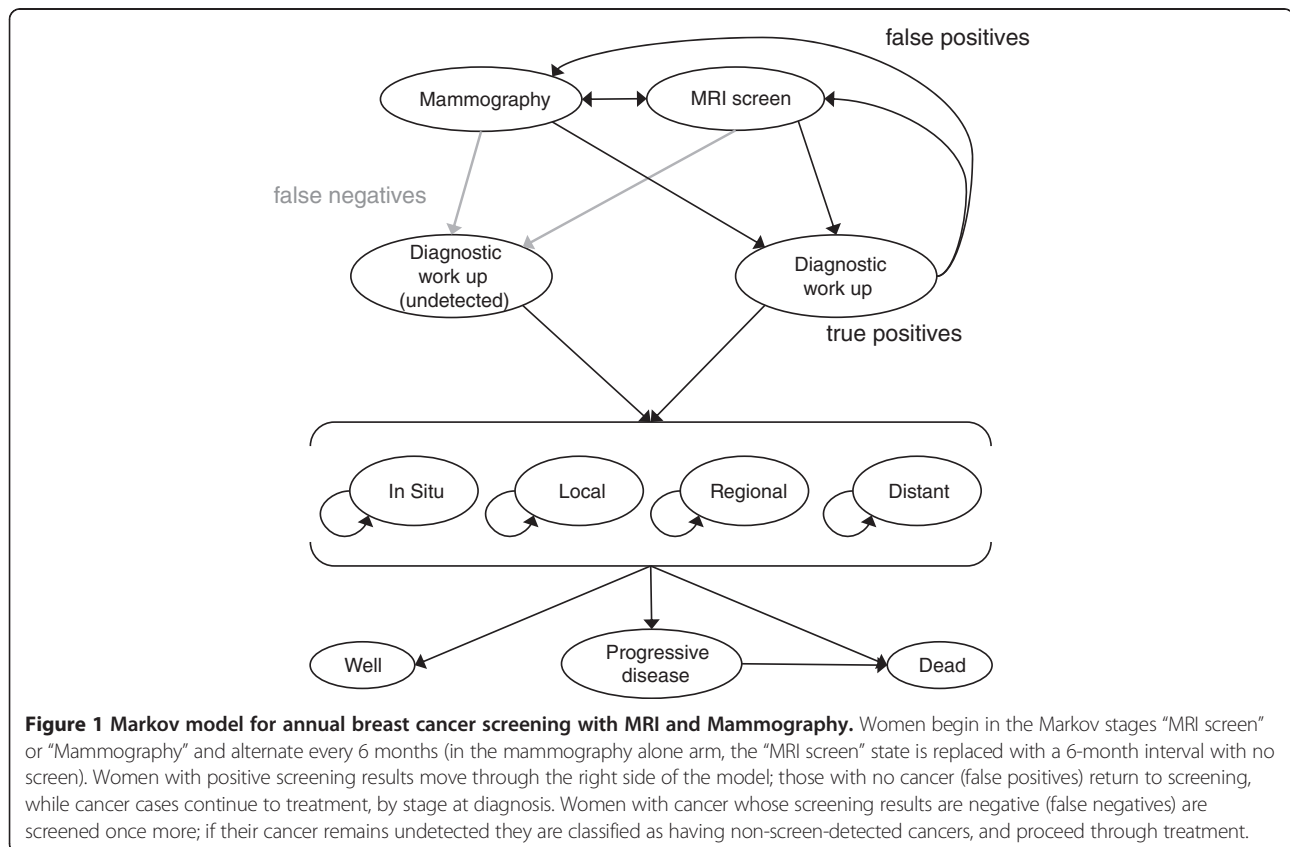 false positives
Mammography
MRI screen
false negatives
Diagnostic
work up
(undetected)
Diagnostic
work up
true positives
In Situ
Local
Regional
Distant
Well
Progressive
disease
Dead
Figure 1 Markov model for annual breast cancer screening with MRI and Mammography. Women begin in the Markov stages “MRI screen”
or “Mammography” and alternate every 6 months (in the mammography alone arm, the “MRI screen” state is replaced with a 6-month interval with no
screen). Women with positive screening results move through the right side of the model; those with no cancer (false positives) return to screening,
while cancer cases continue to treatment, by stage at diagnosis. Women with cancer whose screening results are negative (false negatives) are
screened once more; if their cancer remains undetected they are classified as having non-screen-detected cancers, and proceed through treatment.